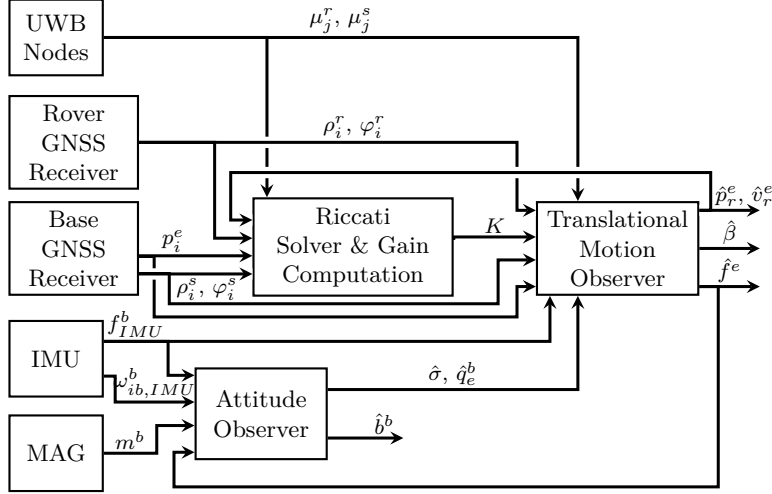 UWB
Nodes
μ_j^r, μ_j^s
Rover
GNSS
Receiver
ρ_i^r, φ_i^r
Base
GNSS
Receiver
p_i^e
ρ_i^s, φ_i^s
Riccati
Solver & Gain
Computation
K
Translational
Motion
Observer
p̂_r^e, v̂_r^e
β̂
f̂^e
IMU
f_{IMU}^b
ω_{ib,IMU}^b
Attitude
Observer
σ̂, q̂_e^b
b̂^b
MAG
m^b